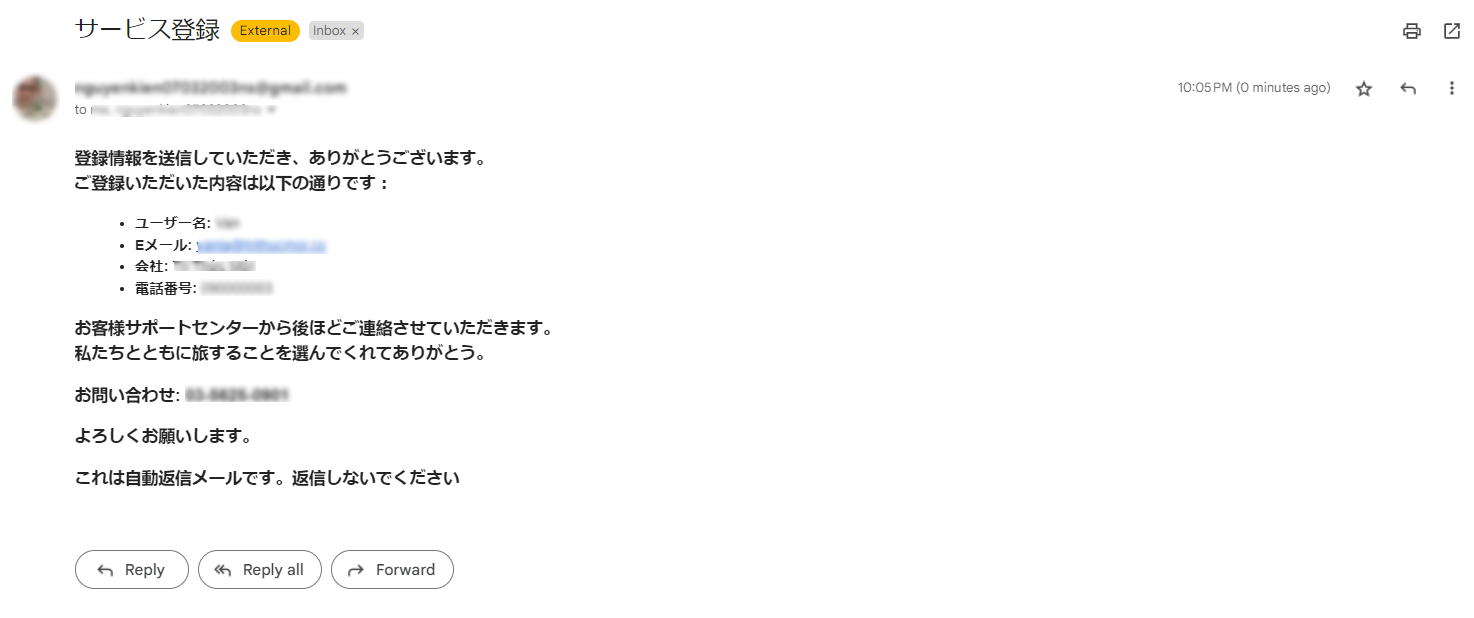 サービス登録 External Inbox ×
10:05 PM (0 minutes ago)
to
登録情報を送信していただき、ありがとうございます。
ご登録いただいた内容は以下の通りです：
• ユーザー名:
• Eメール:
• 会社:
• 電話番号:
お客様サポートセンターから後ほどご連絡させていただきます。
私たちとともに旅することを選んでくれてありがとう。
お問い合わせ:
よろしくお願いします。
これは自動返信メールです。返信しないでください
Reply Reply all Forward